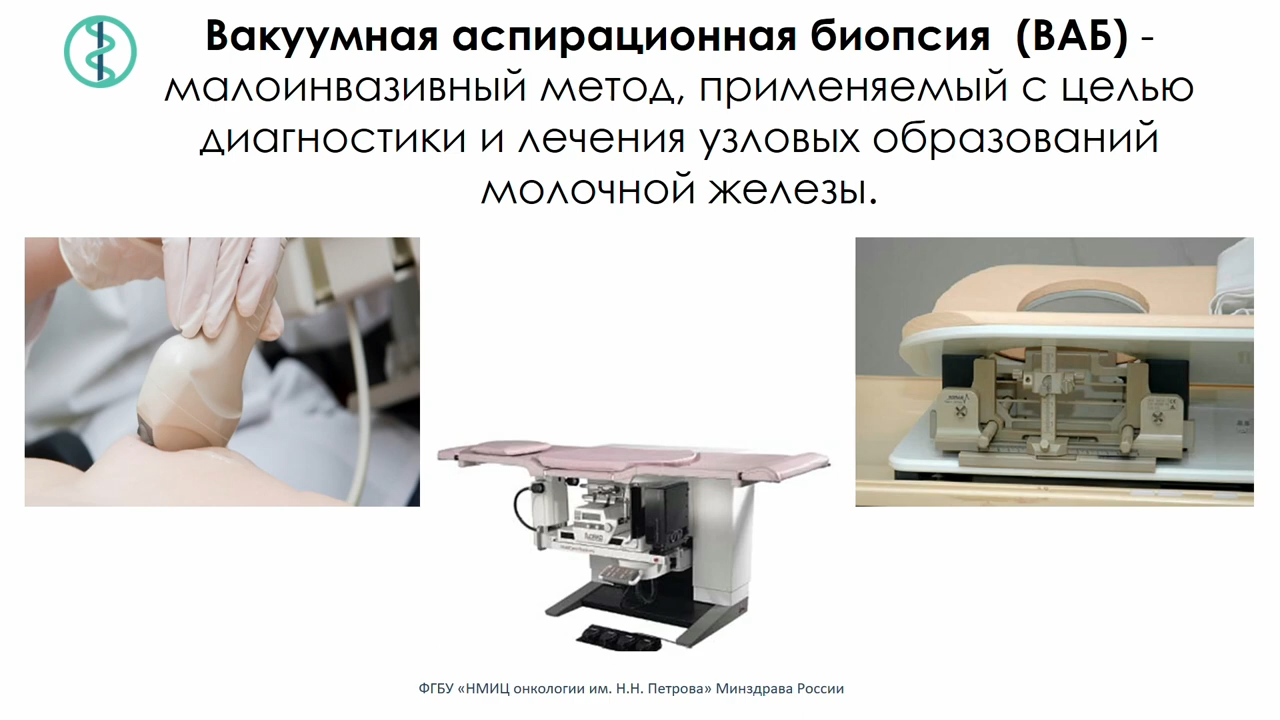 Вакуумная аспирационная биопсия (ВАБ) -
малоинвазивный метод, применяемый с целью
диагностики и лечения узловых образований
молочной железы.
ФГБУ «НМИЦ онкологии им. Н.Н. Петрова» Минздрава России